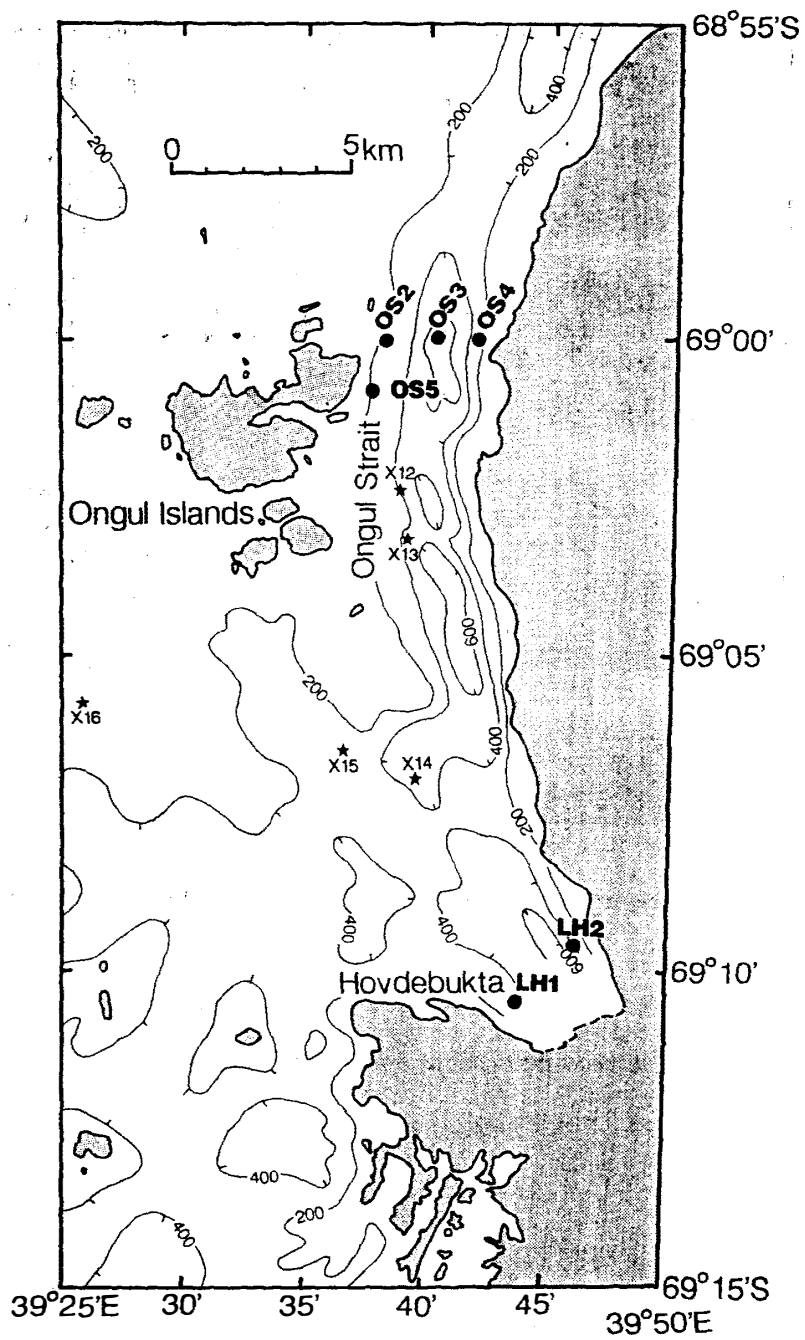 68°55'S
400
200
200
200
0 5km
OS2
OS3
OS4
69°00'
OS5
Ongul Strait
X12
Ongul Islands
X13
600
69°05'
200
X16
400
X15
X14
200
400
400
LH2
600
69°10'
Hovdebukta
LH1
400
200
400
69°15'S
39°25'E 30' 35' 40' 45' 39°50'E